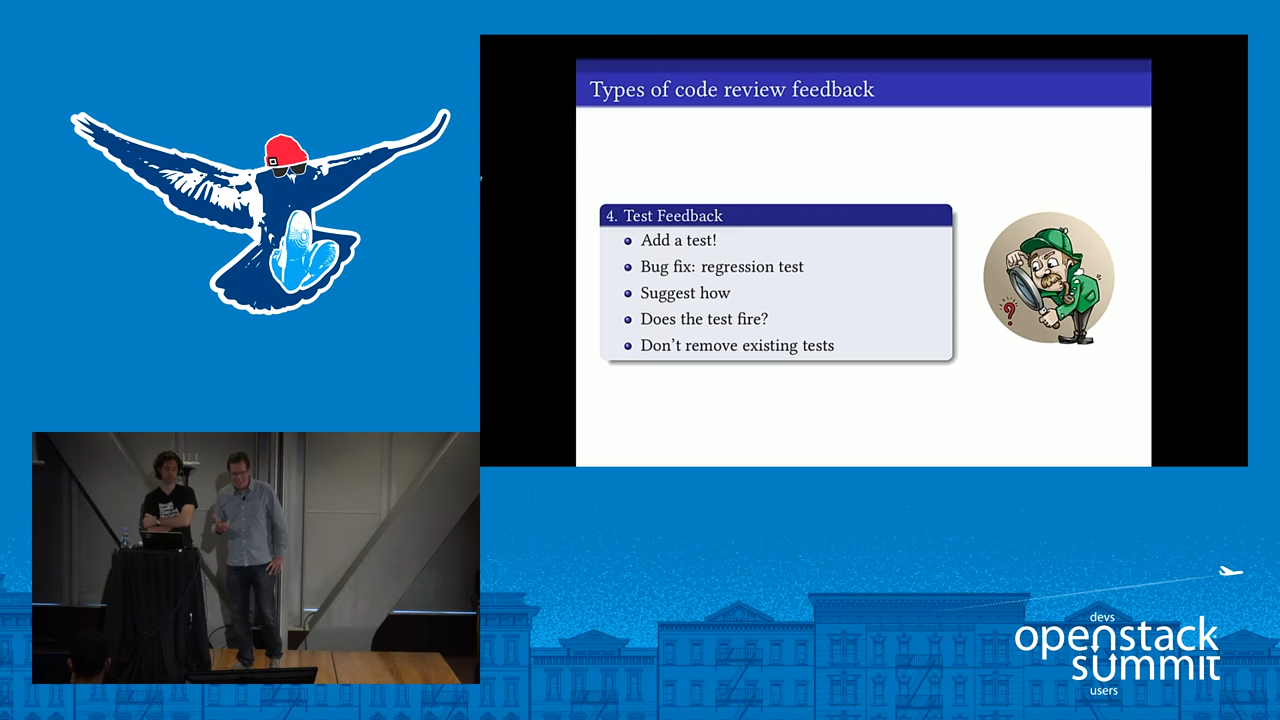 Types of code review feedback
4. Test Feedback
Add a test!
Bug fix: regression test
Suggest how
Does the test fire?
Don't remove existing tests
devs
openstack
summit
users